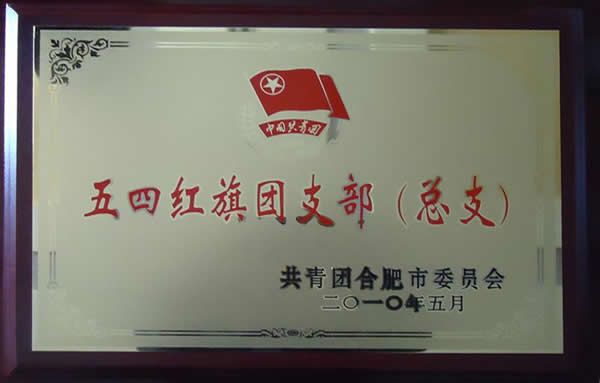 中国共青团
五四红旗团支部（总支）
共青团合肥市委员会
二〇一〇年五月